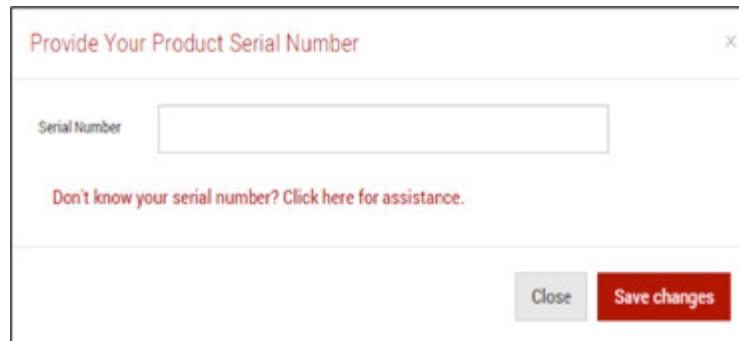 Provide Your Product Serial Number
x
Serial Number
Don't know your serial number? Click here for assistance.
Close
Save changes